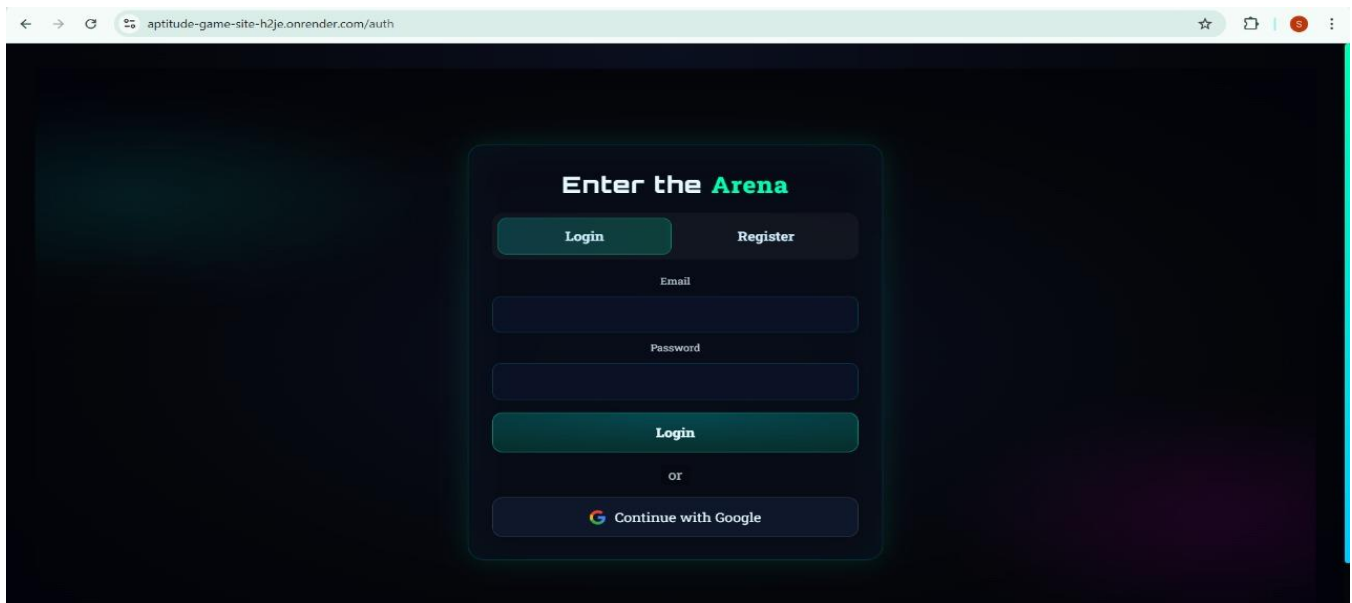 aptitude-game-site-h2je.onrender.com/auth
S
Enter the Arena
Login Register
Email
Password
Login
or
Continue with Google